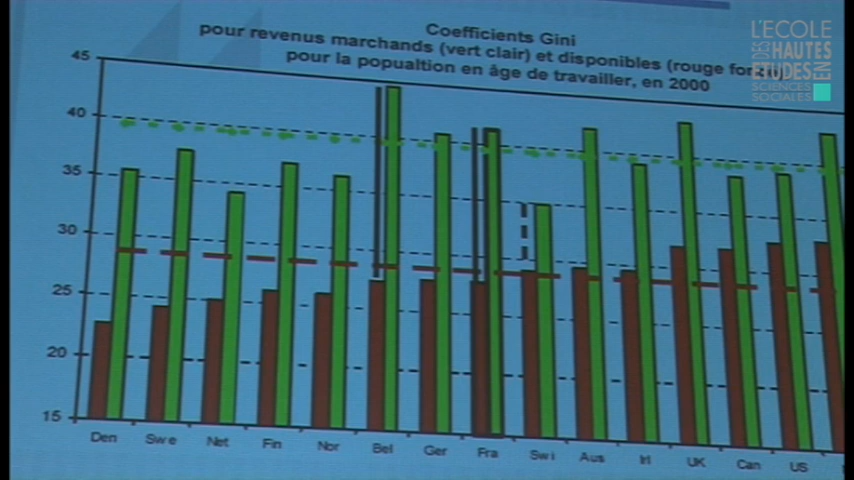 Coefficients Gini
pour revenus marchands (vert clair) et disponibles (rouge
pour la popualtion en âge de travailler, en 2000
L'ECOLE
DES HAUTES
ETUDES EN
SCIENCES
SOCIALES
45
40
35
30
25
20
15
Den Swe Net Fin Nor Bel Ger Fra Swi Aus Irl UK Can US